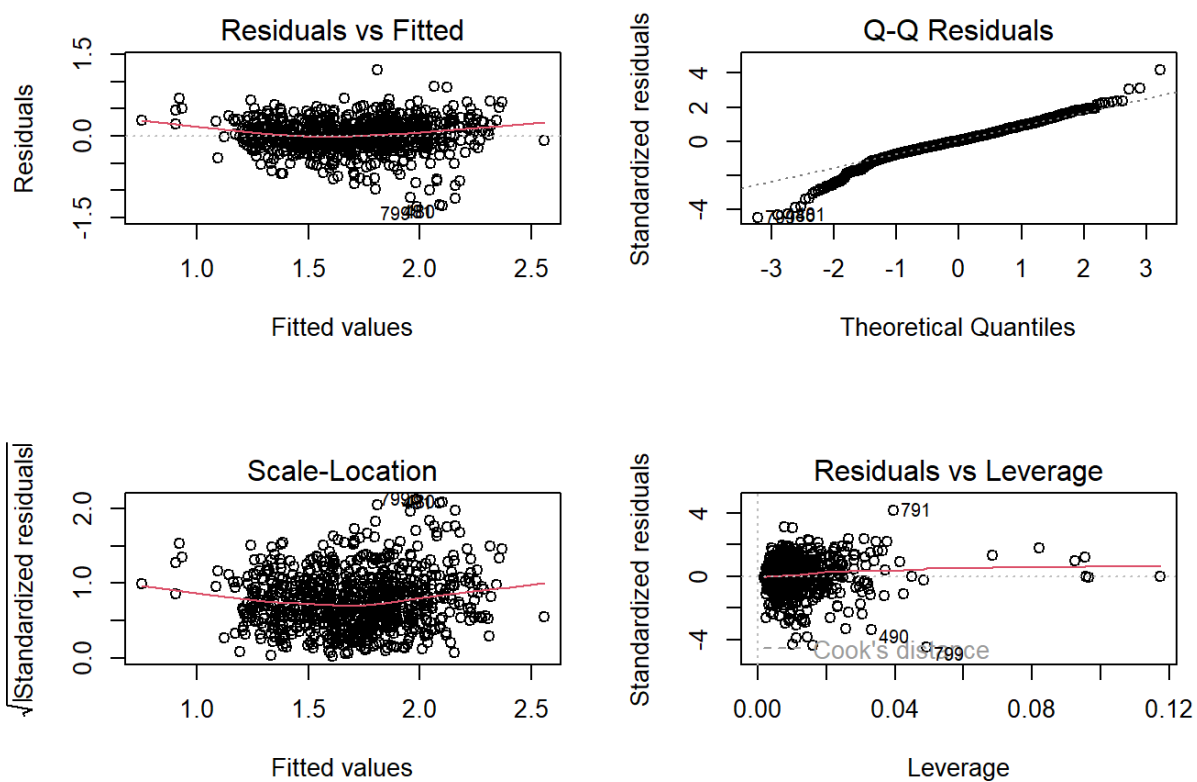 Residuals vs Fitted
Residuals
1.5
0.0
-1.5
799
1.0
1.5
2.0
2.5
Fitted values
Q-Q Residuals
Standardized residuals
4
2
0
-4
-3
-2
-1
0
1
2
3
Theoretical Quantiles
Scale-Location
√|Standardized residuals|
2.0
1.0
0.0
799
1.0
1.5
2.0
2.5
Fitted values
Residuals vs Leverage
Standardized residuals
4
0
-4
791
490
799
Cook's distance
0.00
0.04
0.08
0.12
Leverage